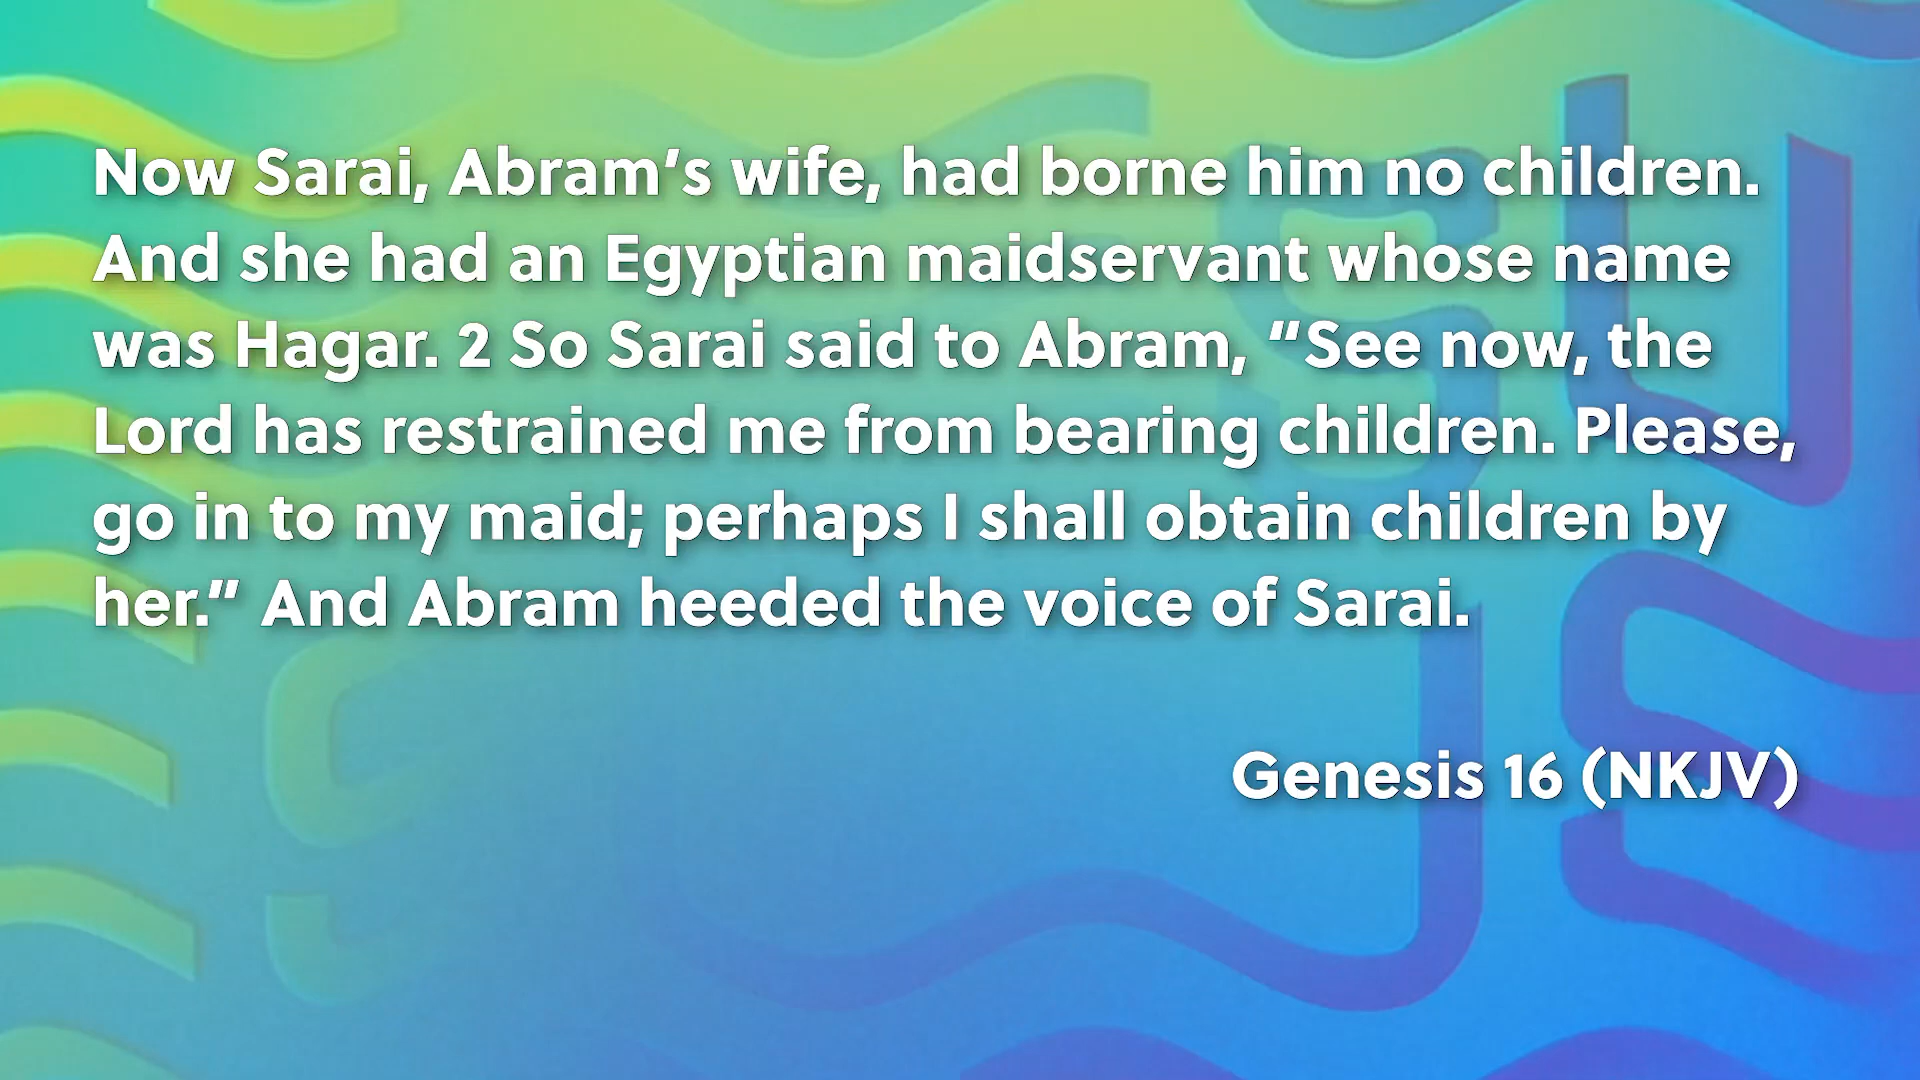 Now Sarai, Abram’s wife, had borne him no children.
And she had an Egyptian maidservant whose name
was Hagar. 2 So Sarai said to Abram, “See now, the
Lord has restrained me from bearing children. Please,
go in to my maid; perhaps I shall obtain children by
her.” And Abram heeded the voice of Sarai.
Genesis 16 (NKJV)